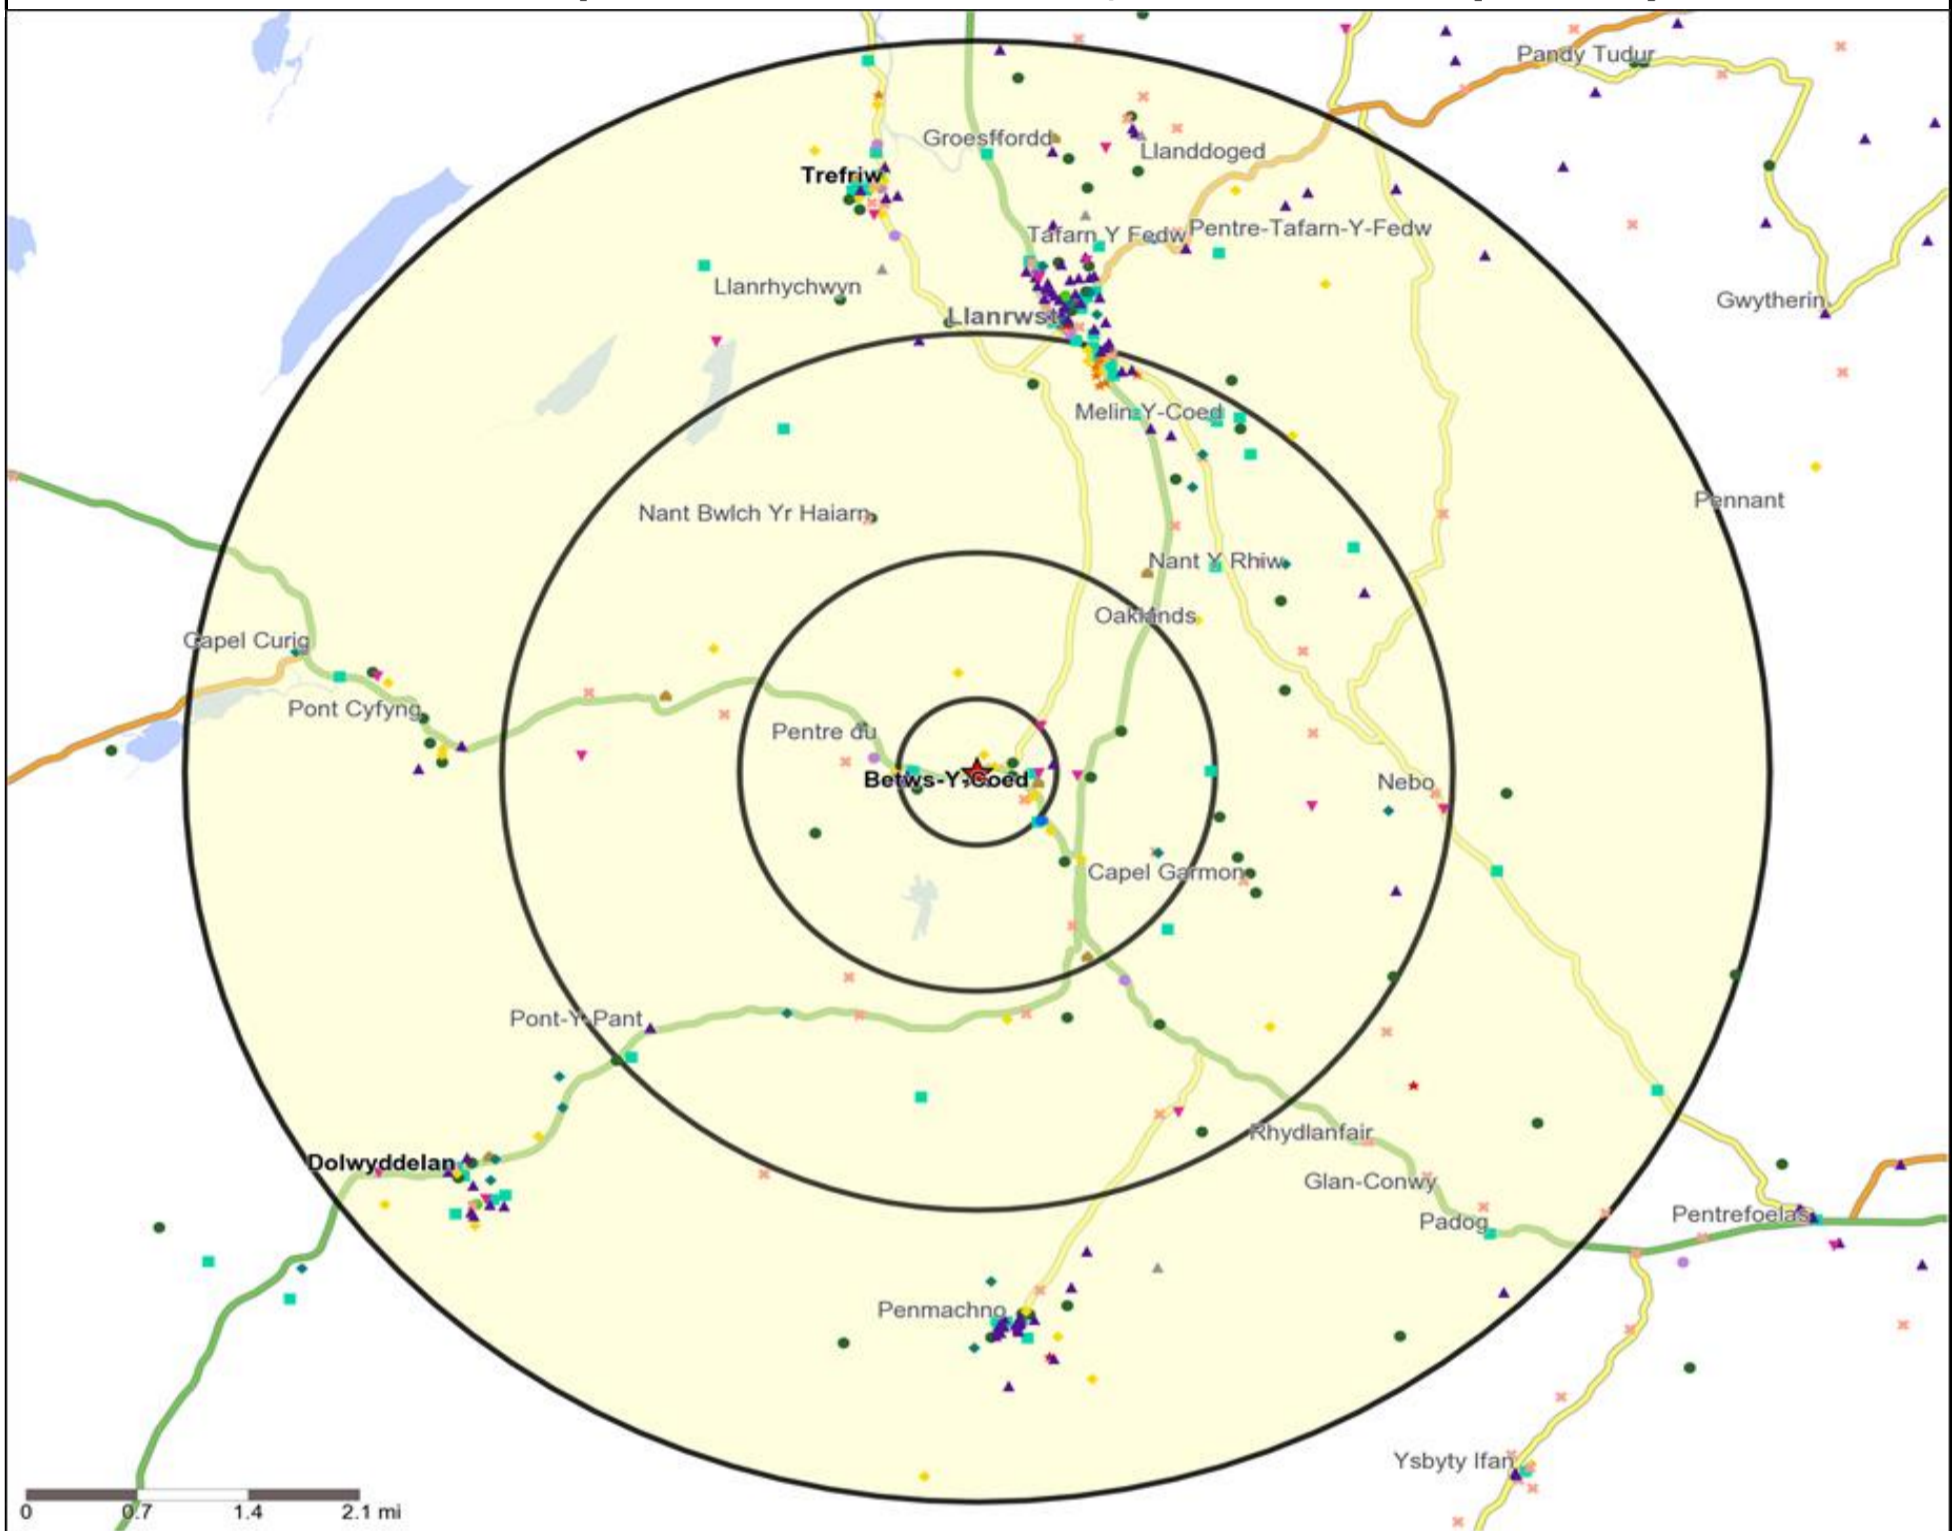 Pandy Tudur
Groesffordd
Llanddoged
Trefriw
Tafarn Y Fedw
Pentre-Tafarn-Y-Fedw
Llanrhychwyn
Gwytherin
Llanrwst
Melin-Y-Coed
Pennant
Nant Bwlch Yr Haiarn
Nant Y Rhiw
Oaklands
Capel Curig
Pont Cyfyng
Pentre du
Betws-Y-Coed
Nebo
Capel Garmon
Pont-Y-Pant
Rhydlanfair
Dolwyddelan
Glan-Conwy
Padog
Pentrefoelas
Penmachno
Ysbyty Ifan
0 0.7 1.4 2.1 mi